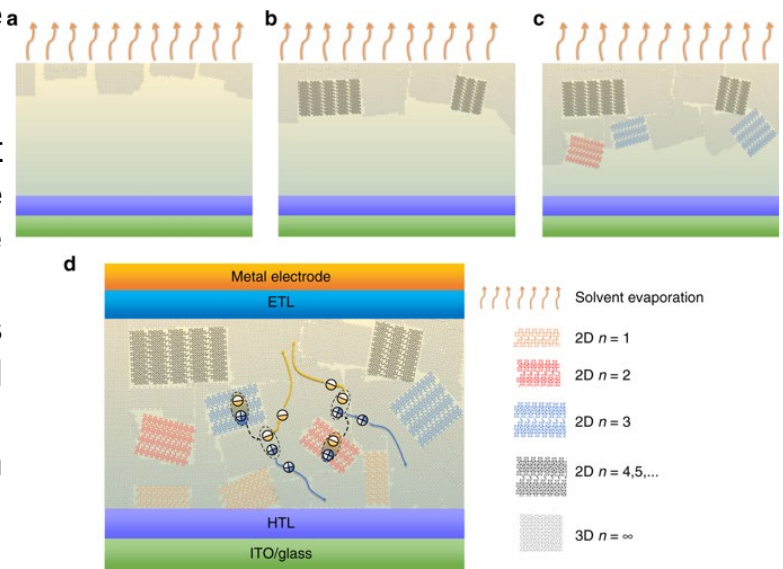 a
b
c
d
Metal electrode
ETL
HTL
ITO/glass
Solvent evaporation
2D n = 1
2D n = 2
2D n = 3
2D n = 4,5,...
3D n = ∞